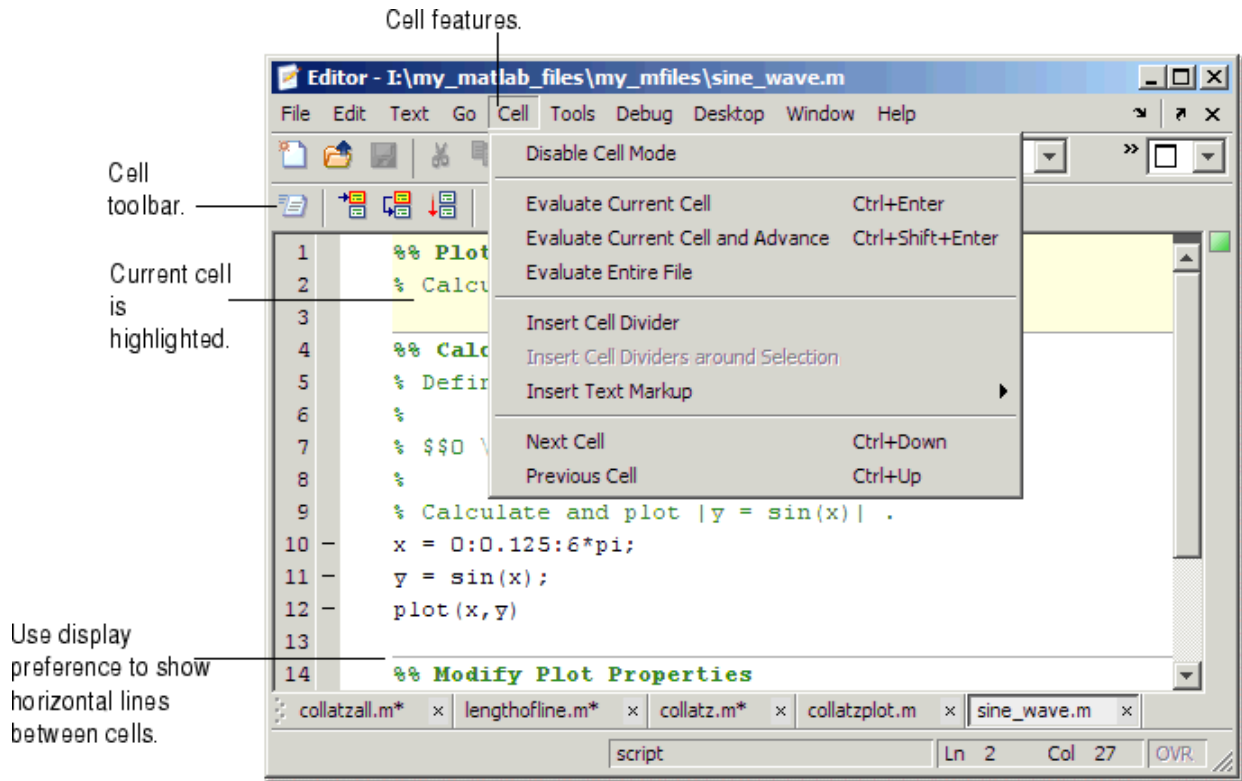 Cell features.
Editor - I:\my_matlab_files\my_mfiles\sine_wave.m
File Edit Text Go Cell Tools Debug Desktop Window Help
Disable Cell Mode
Evaluate Current Cell Ctrl+Enter
Evaluate Current Cell and Advance Ctrl+Shift+Enter
Evaluate Entire File
Insert Cell Divider
Insert Cell Dividers around Selection
Insert Text Markup
Next Cell Ctrl+Down
Previous Cell Ctrl+Up
Cell
toolbar.
Current cell
is
highlighted.
Use display
preference to show
horizontal lines
between cells.
1 %% Plot
2 % Calcu
3
4 %% Calc
5 % Defin
6 %
7 % $$0 \
8 %
9 % Calculate and plot |y = sin(x)| .
10 – x = 0:0.125:6*pi;
11 – y = sin(x);
12 – plot(x,y)
13
14 %% Modify Plot Properties
collatzall.m* × lengthofline.m* × collatz.m* × collatzplot.m × sine_wave.m ×
script Ln 2 Col 27 OVR